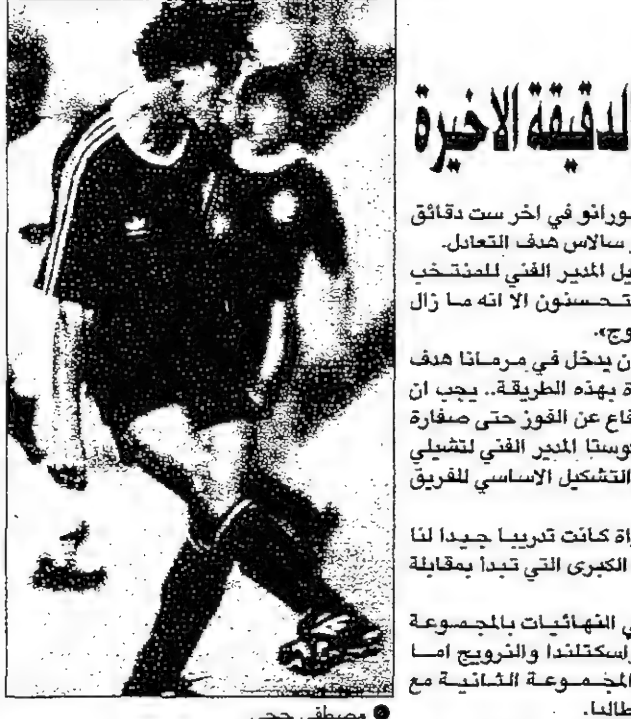 الدقيقة الاخيرة
ورانو في اخر ست دقائق
سالاس هدف التعادل.
يل المدير الفني للمنتخب
تحسنون الا انه ما زال
وج».
ن يدخل في مرمانا هدف
ة بهذه الطريقة.. يجب ان
فاع عن الفوز حتى صفارة
كوستا المدير الفني لتشيلي
التشكيل الاساسي للفريق
اة كانت تدريبا جيدا لنا
الكبرى التي تبدأ بمقابلة
ي النهائيات بالمجموعة
اسكتلندا والنرويج اما
المجموعة الثانية مع
طاليا.
مصطفى حجي